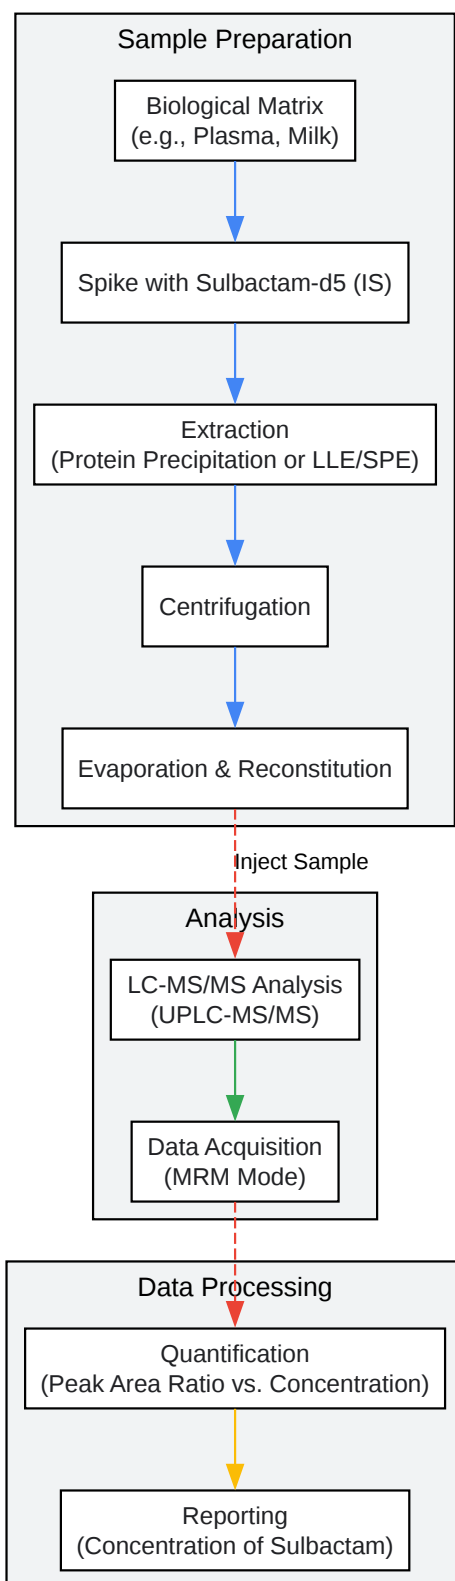 Sample Preparation
Biological Matrix
(e.g., Plasma, Milk)
Spike with Sulbactam-d5 (IS)
Extraction
(Protein Precipitation or LLE/SPE)
Centrifugation
Evaporation & Reconstitution
Inject Sample
Analysis
LC-MS/MS Analysis
(UPLC-MS/MS)
Data Acquisition
(MRM Mode)
Data Processing
Quantification
(Peak Area Ratio vs. Concentration)
Reporting
(Concentration of Sulbactam)